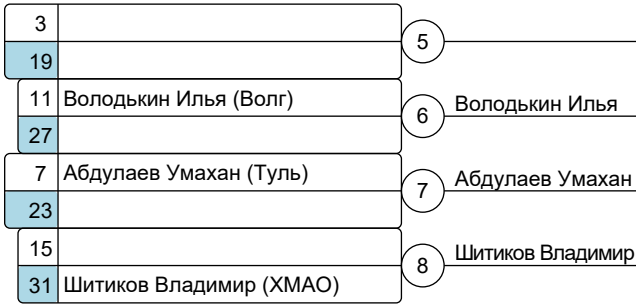 3
5
19
11 Володькин Илья (Волг)
6 Володькин Илья
27
7 Абдулаев Умахан (Туль)
7 Абдулаев Умахан
23
15
8 Шитиков Владимир
31 Шитиков Владимир (ХМАО)